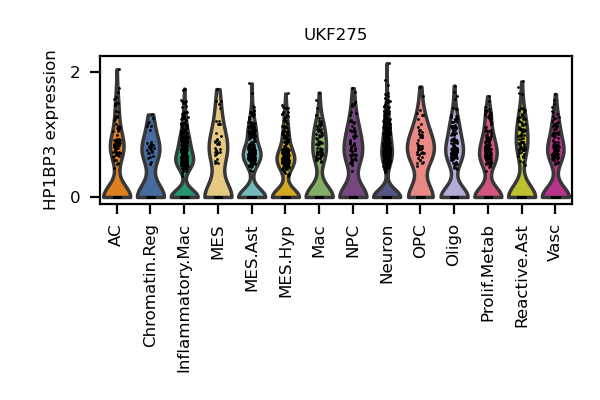 UKF275
HP1BP3 expression
2
0
AC
Chromatin.Reg
Inflammatory.Mac
MES
MES.Ast
MES.Hyp
Mac
NPC
Neuron
OPC
Oligo
Prolif.Metab
Reactive.Ast
Vasc